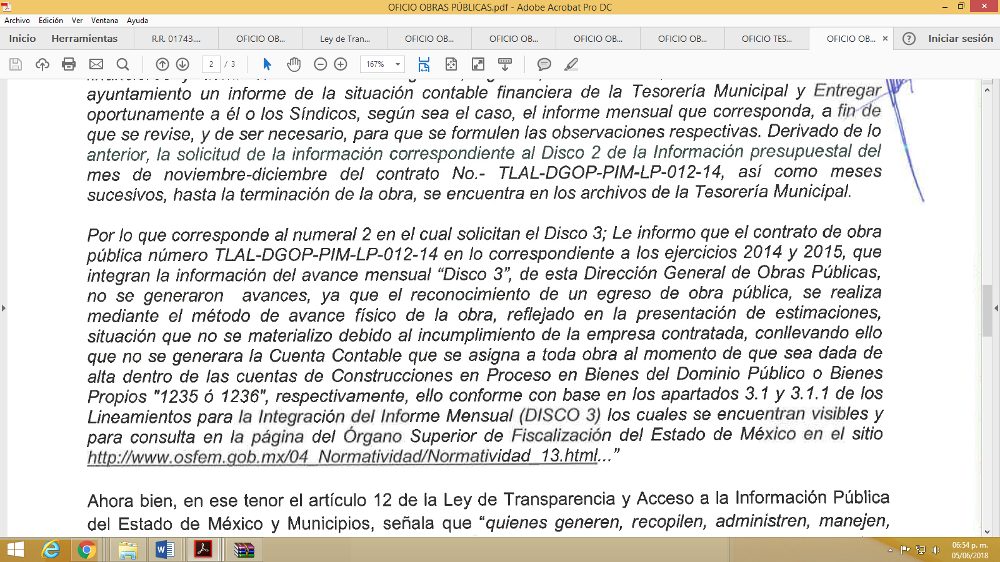 OFICIO OBRAS PÚBLICAS.pdf - Adobe Acrobat Pro DC
Archivo Edición Ver Ventana Ayuda
Inicio Herramientas R.R. 01743.... OFICIO OB... Ley de Tran... OFICIO OB... OFICIO OB... OFICIO OB... OFICIO OB... OFICIO TES... OFICIO OB... × ? Iniciar sesión
2 / 3 167%
ayuntamiento un informe de la situación contable financiera de la Tesorería Municipal y Entregar
oportunamente a él o los Síndicos, según sea el caso, el informe mensual que corresponda, a fin de
que se revise, y de ser necesario, para que se formulen las observaciones respectivas. Derivado de lo
anterior, la solicitud de la información correspondiente al Disco 2 de la Información presupuestal del
mes de noviembre-diciembre del contrato No.- TLAL-DGOP-PIM-LP-012-14, así como meses
sucesivos, hasta la terminación de la obra, se encuentra en los archivos de la Tesorería Municipal.
Por lo que corresponde al numeral 2 en el cual solicitan el Disco 3; Le informo que el contrato de obra
pública número TLAL-DGOP-PIM-LP-012-14 en lo correspondiente a los ejercicios 2014 y 2015, que
integran la información del avance mensual “Disco 3”, de esta Dirección General de Obras Públicas,
no se generaron avances, ya que el reconocimiento de un egreso de obra pública, se realiza
mediante el método de avance físico de la obra, reflejado en la presentación de estimaciones,
situación que no se materializo debido al incumplimiento de la empresa contratada, conllevando ello
que no se generara la Cuenta Contable que se asigna a toda obra al momento de que sea dada de
alta dentro de las cuentas de Construcciones en Proceso en Bienes del Dominio Público o Bienes
Propios "1235 ó 1236", respectivamente, ello conforme con base en los apartados 3.1 y 3.1.1 de los
Lineamientos para la Integración del Informe Mensual (DISCO 3) los cuales se encuentran visibles y
para consulta en la página del Órgano Superior de Fiscalización del Estado de México en el sitio
http://www.osfem.gob.mx/04_Normatividad/Normatividad_13.html...”
Ahora bien, en ese tenor el artículo 12 de la Ley de Transparencia y Acceso a la Información Pública
del Estado de México y Municipios, señala que “quienes generen, recopilen, administren, manejen,
06:54 p. m.
05/06/2018